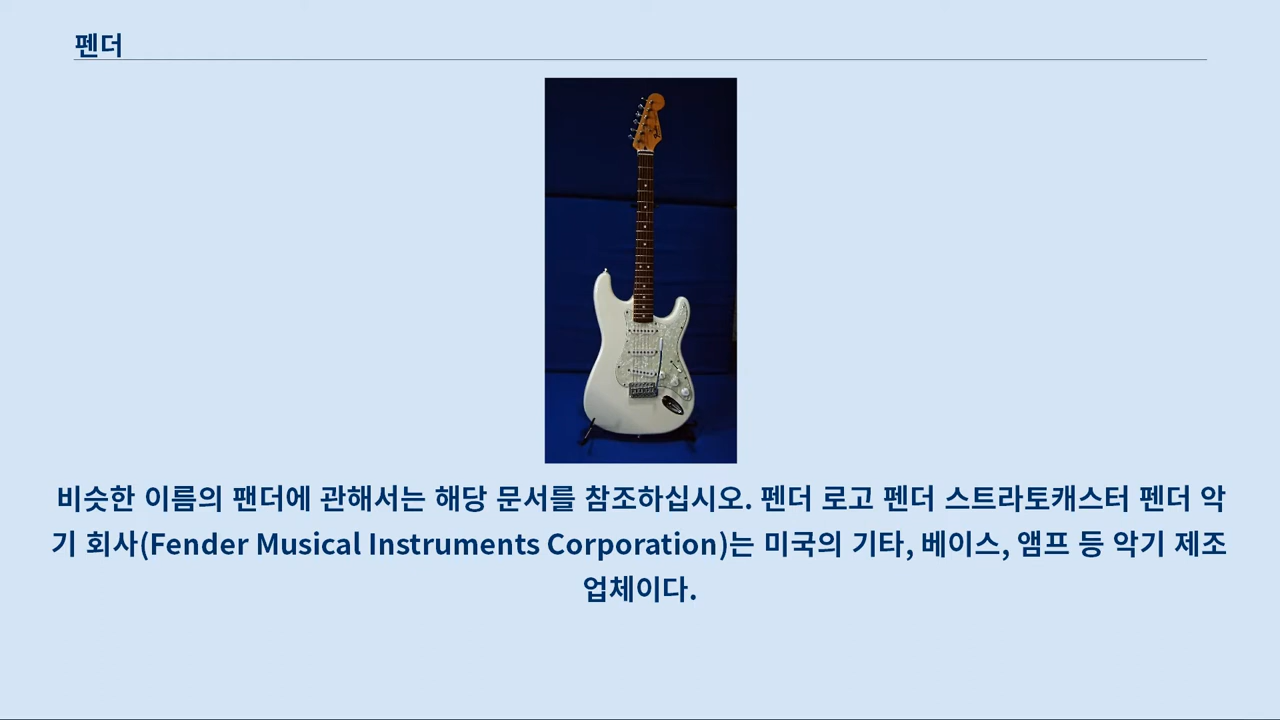 펜더
비슷한 이름의 팬더에 관해서는 해당 문서를 참조하십시오. 펜더 로고 펜더 스트라토캐스터 펜더 악
기 회사(Fender Musical Instruments Corporation)는 미국의 기타, 베이스, 앰프 등 악기 제조
업체이다.